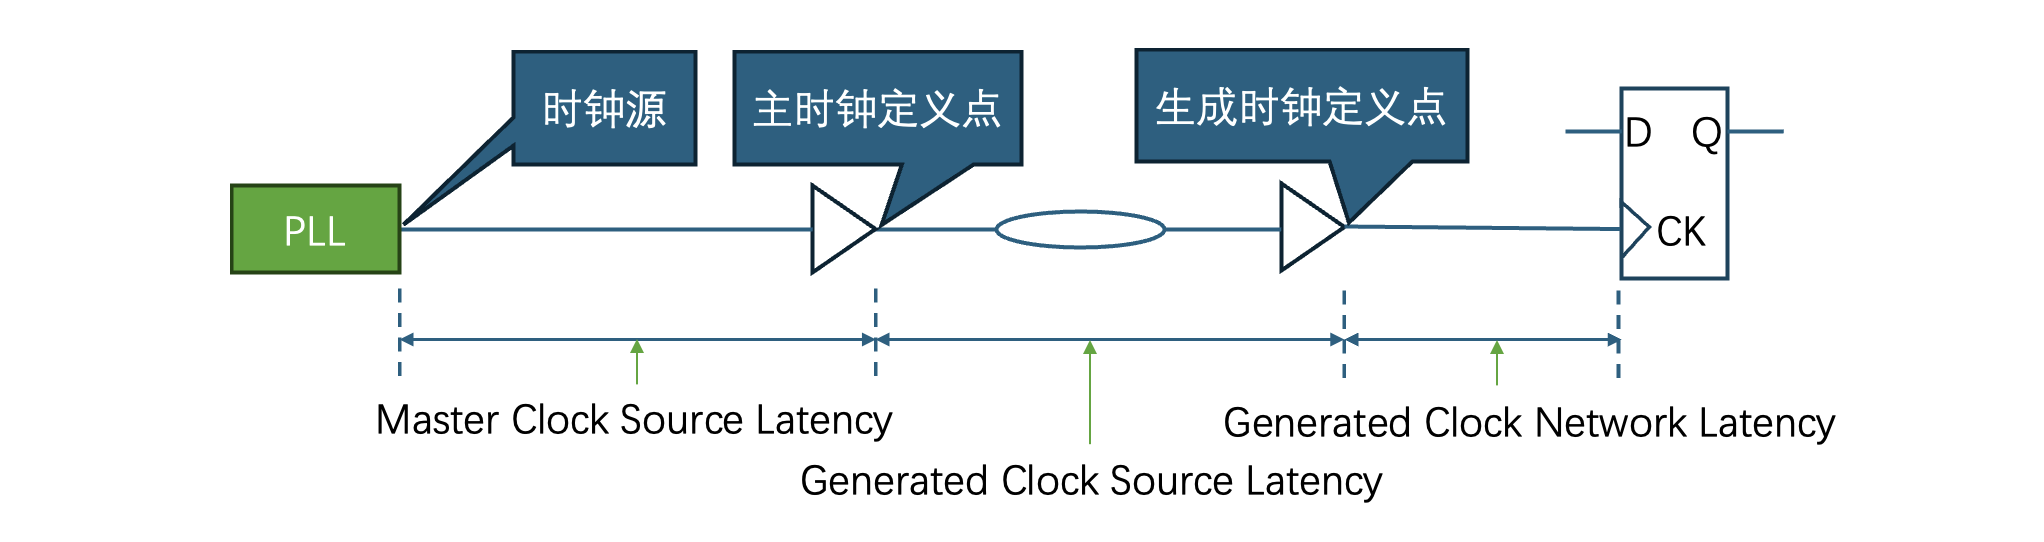 时钟源
主时钟定义点
生成时钟定义点
D
Q
PLL
CK
Master Clock Source Latency
Generated Clock Network Latency
Generated Clock Source Latency